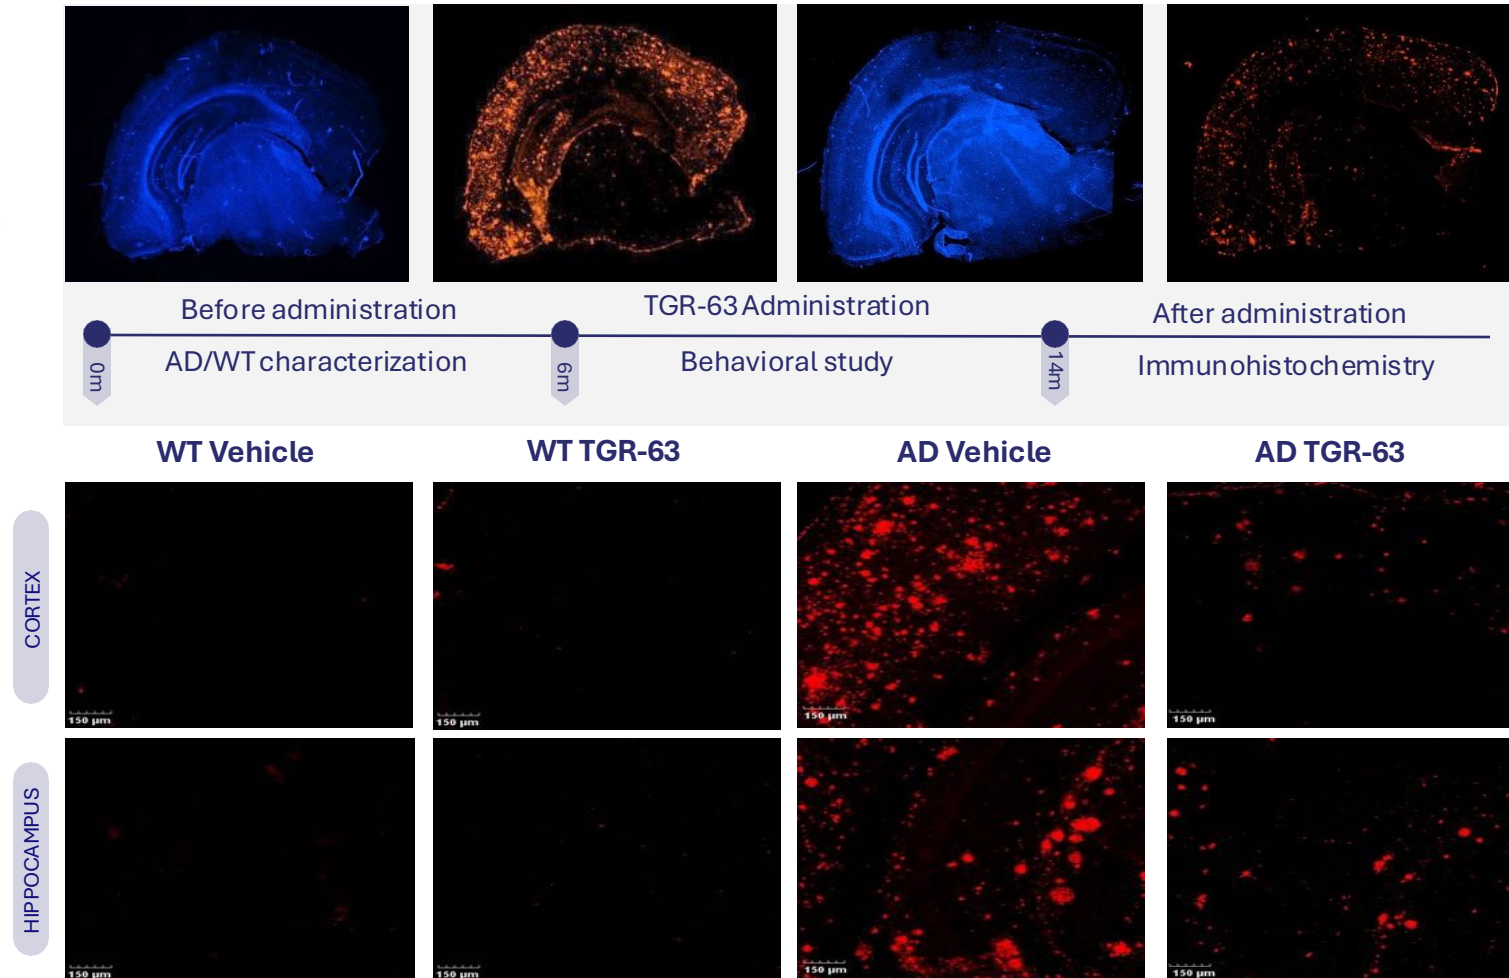 Before administration
TGR-63 Administration
After administration
0m
6m
14m
AD/WT characterization
Behavioral study
Immunohistochemistry
WT Vehicle
WT TGR-63
AD Vehicle
AD TGR-63
CORTEX
150 µm
150 µm
150 µm
150 µm
HIPPOCAMPUS
150 µm
150 µm
150 µm
150 µm